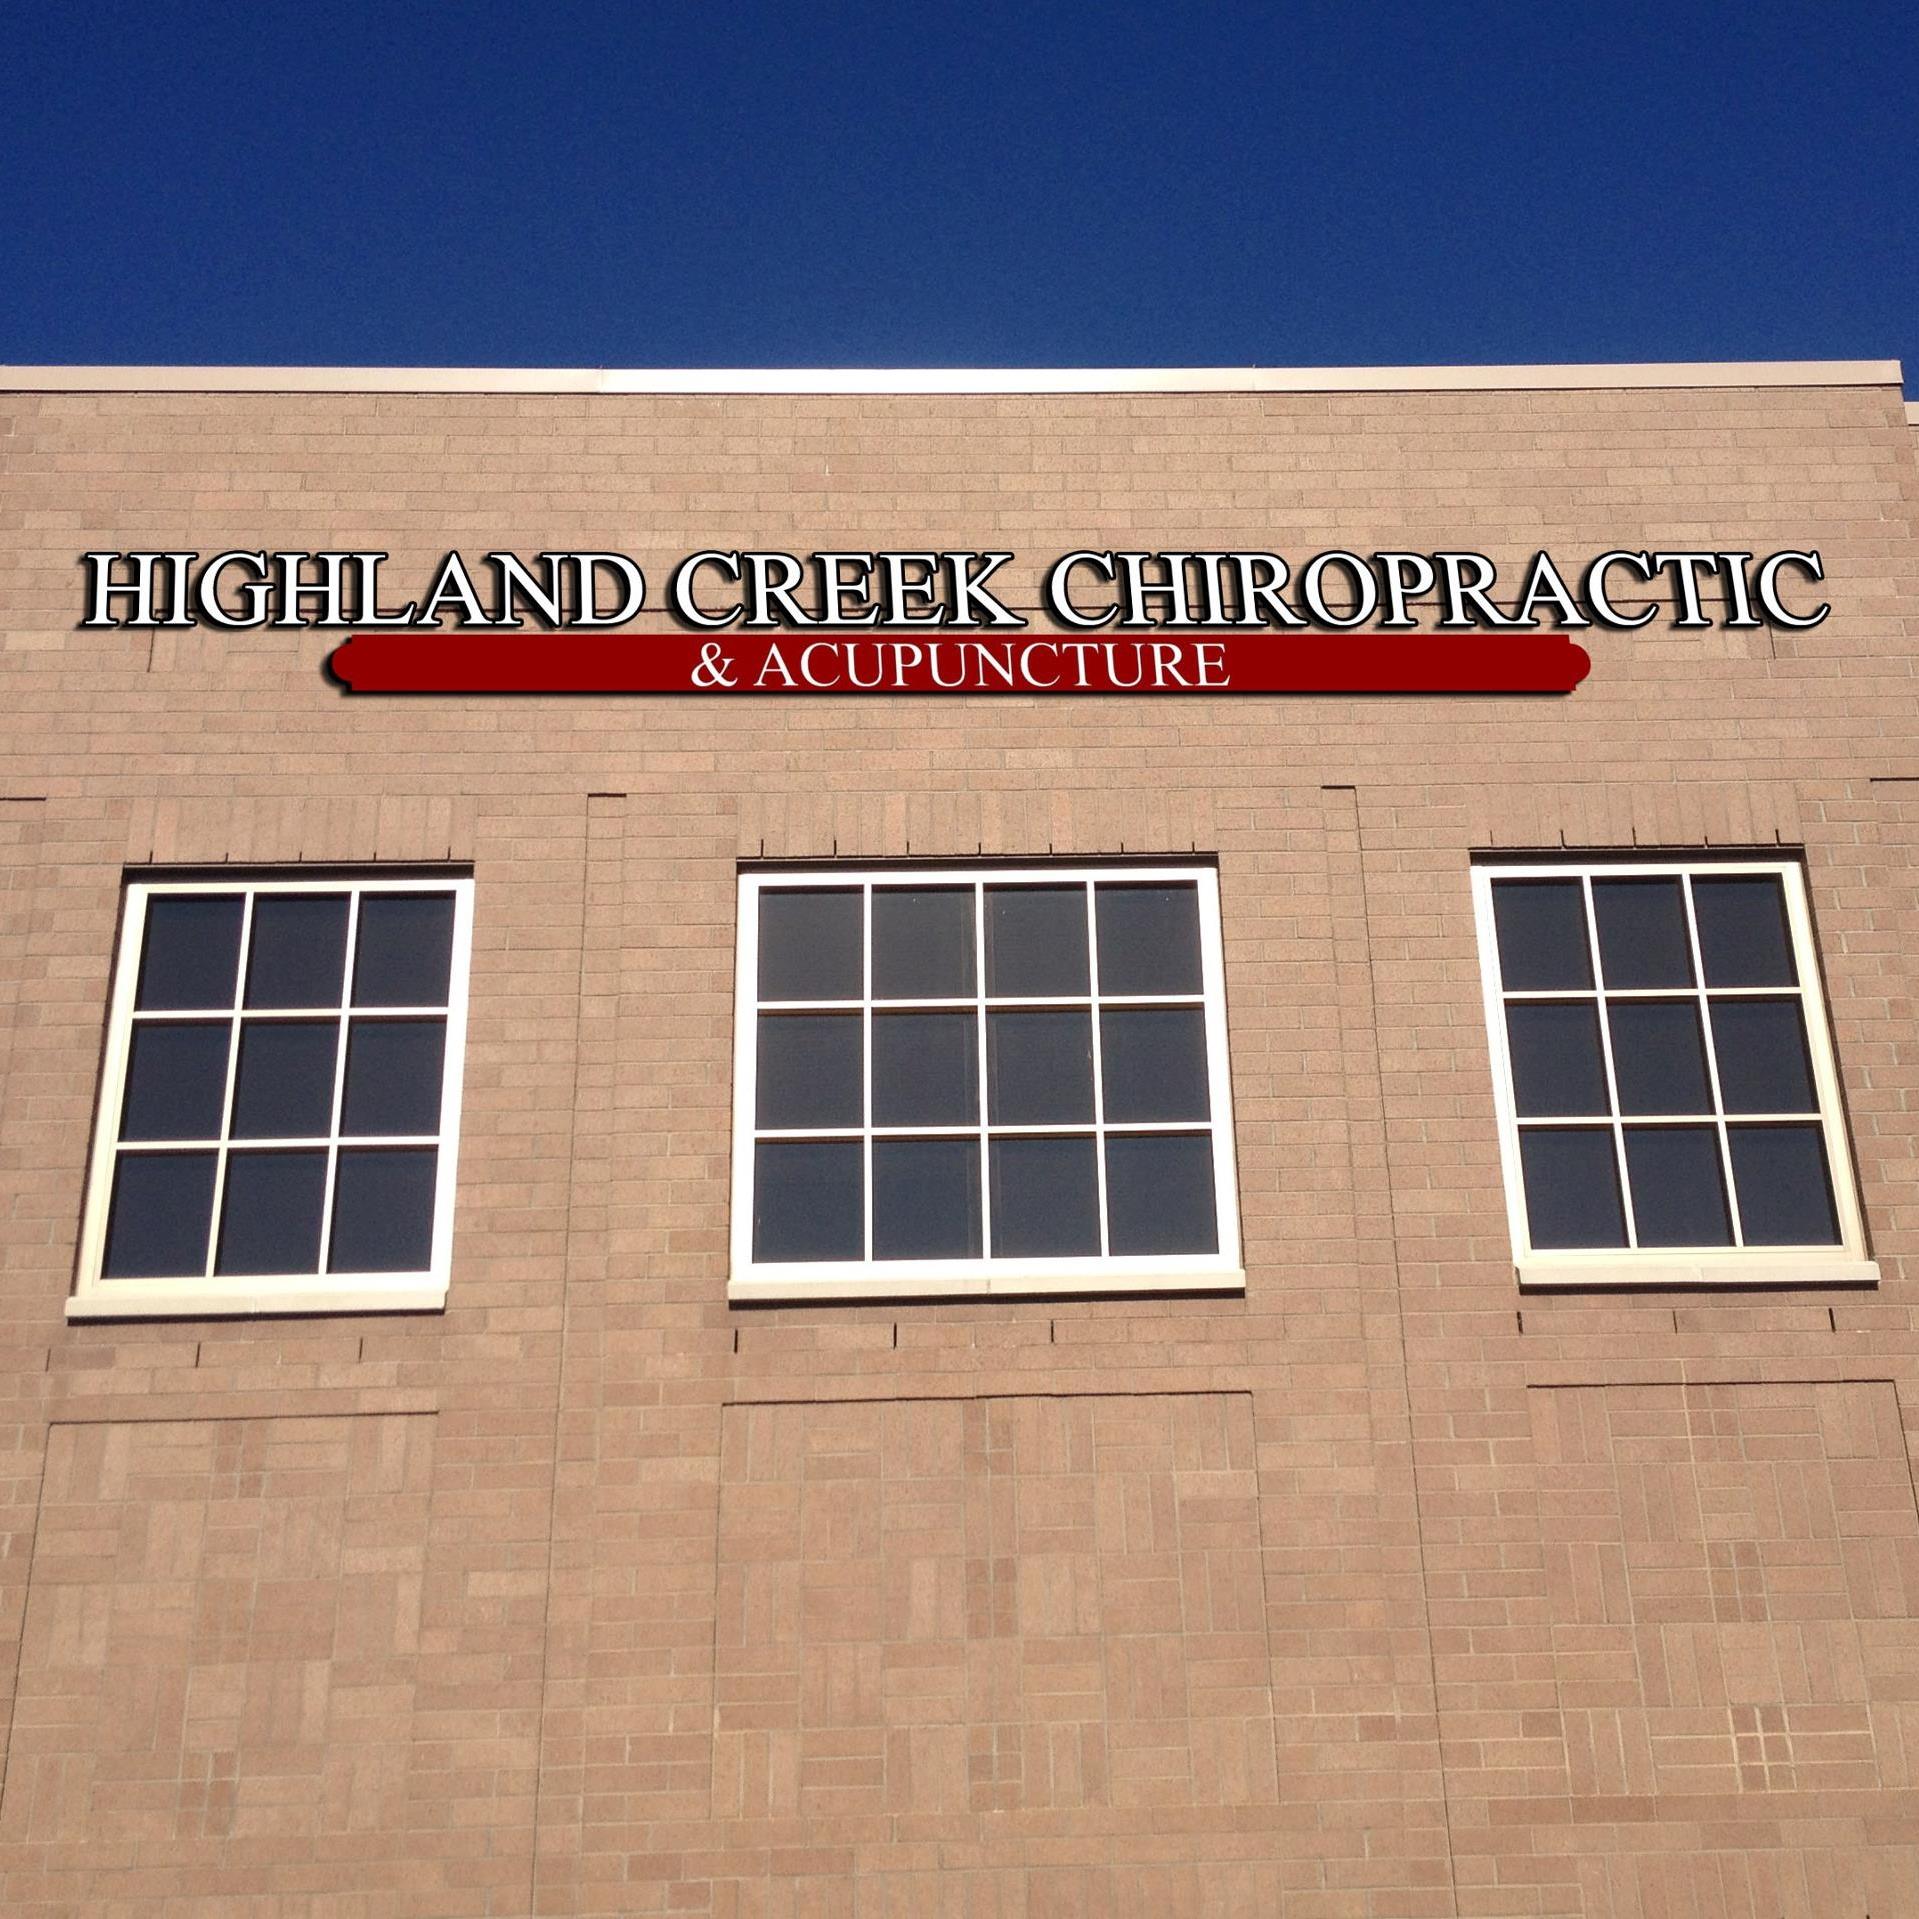 HIGHLAND CREEK CHIROPRACTIC
& ACUPUNCTURE